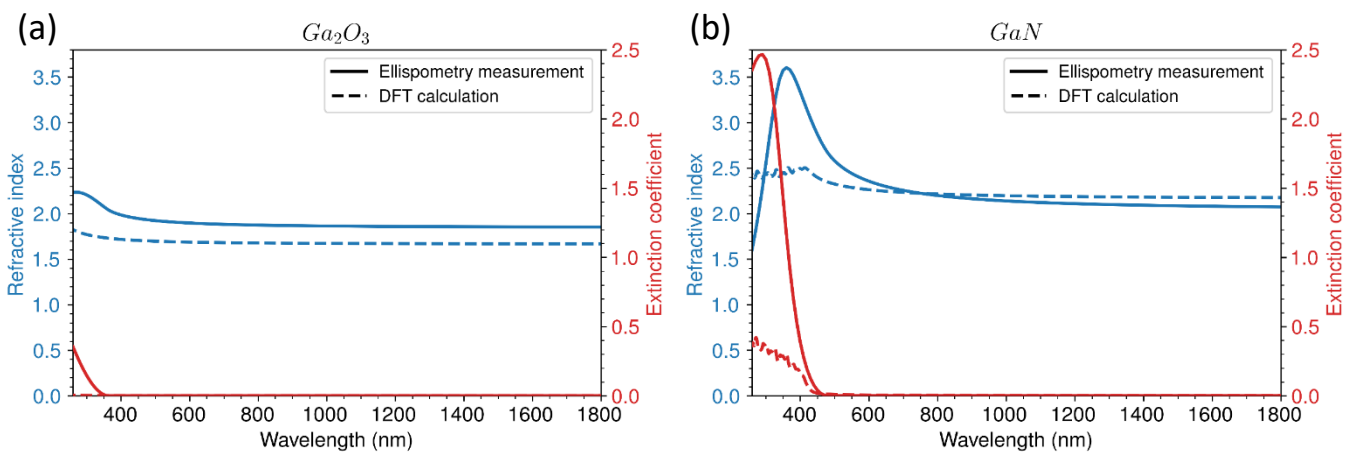 (a)
Ga₂O₃
Ellispometry measurement
DFT calculation
Refractive index
3.5
3.0
2.5
2.0
1.5
1.0
0.5
0.0
2.5
2.0
1.5
1.0
0.5
0.0
Extinction coefficient
400 600 800 1000 1200 1400 1600 1800
Wavelength (nm)
(b)
GaN
Ellispometry measurement
DFT calculation
Refractive index
3.5
3.0
2.5
2.0
1.5
1.0
0.5
0.0
2.5
2.0
1.5
1.0
0.5
0.0
Extinction coefficient
400 600 800 1000 1200 1400 1600 1800
Wavelength (nm)